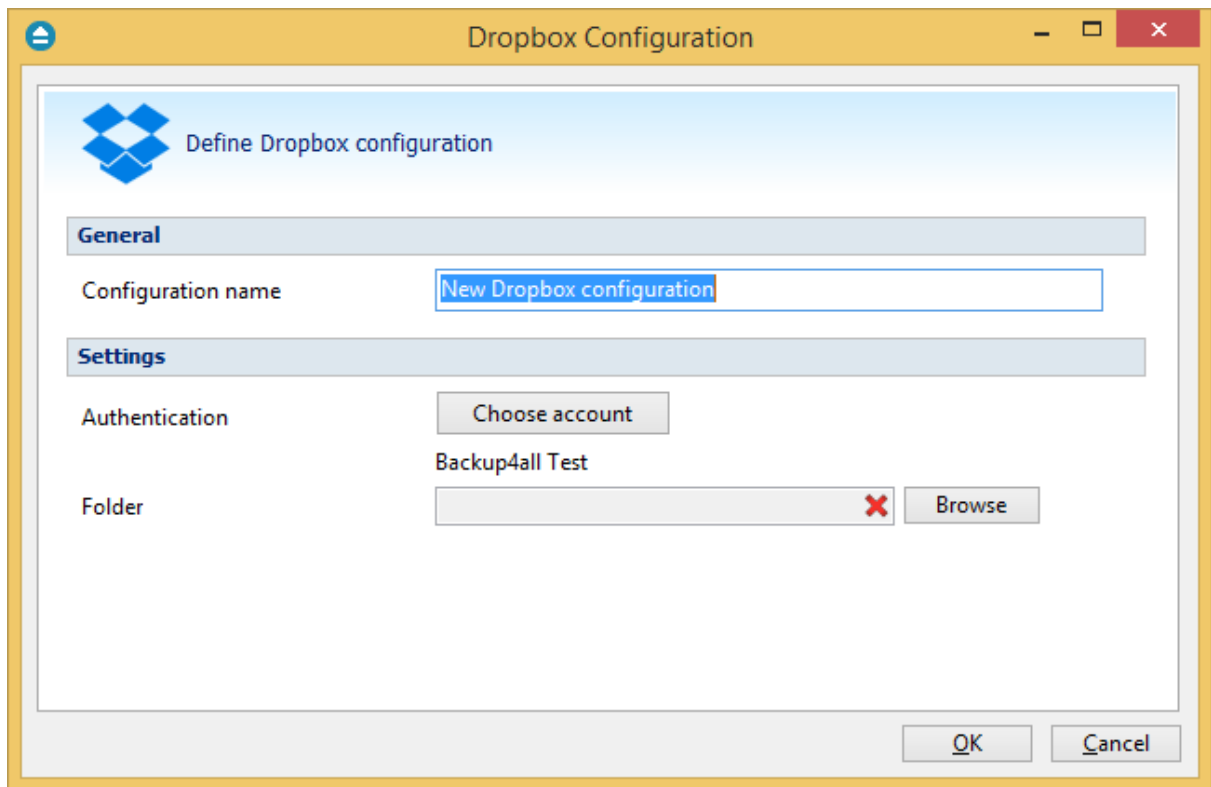 Dropbox Configuration
Define Dropbox configuration
General
Configuration name
New Dropbox configuration
Settings
Authentication
Choose account
Backup4all Test
Folder
Browse
OK
Cancel